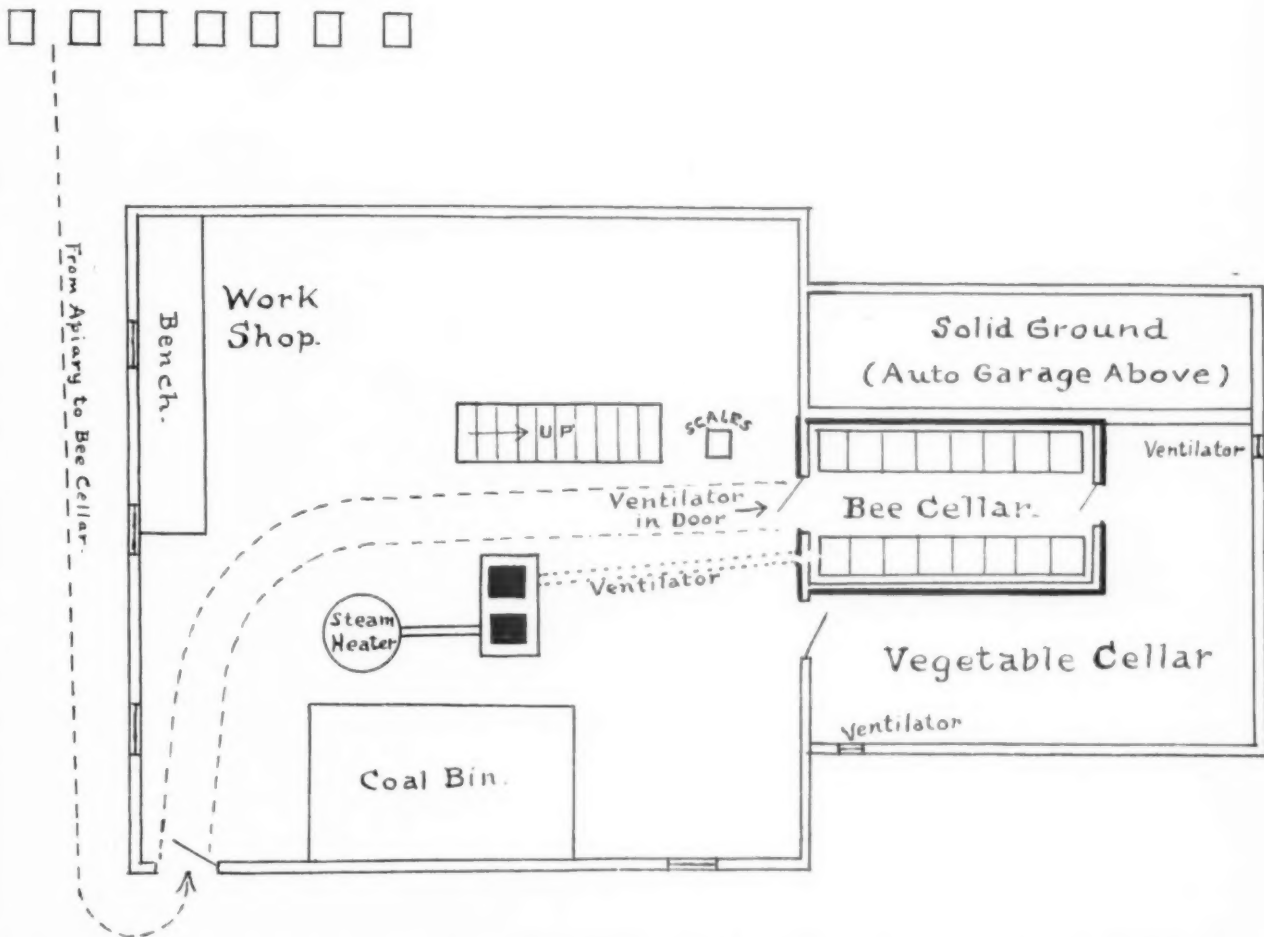 From Apiary to Bee Cellar.
Bench.
Work
Shop.
UP
SCALES
Solid Ground
(Auto Garage Above)
Ventilator
Ventilator
in Door
Bee Cellar.
Ventilator
Steam
Heater
Vegetable Cellar
Ventilator
Coal Bin.